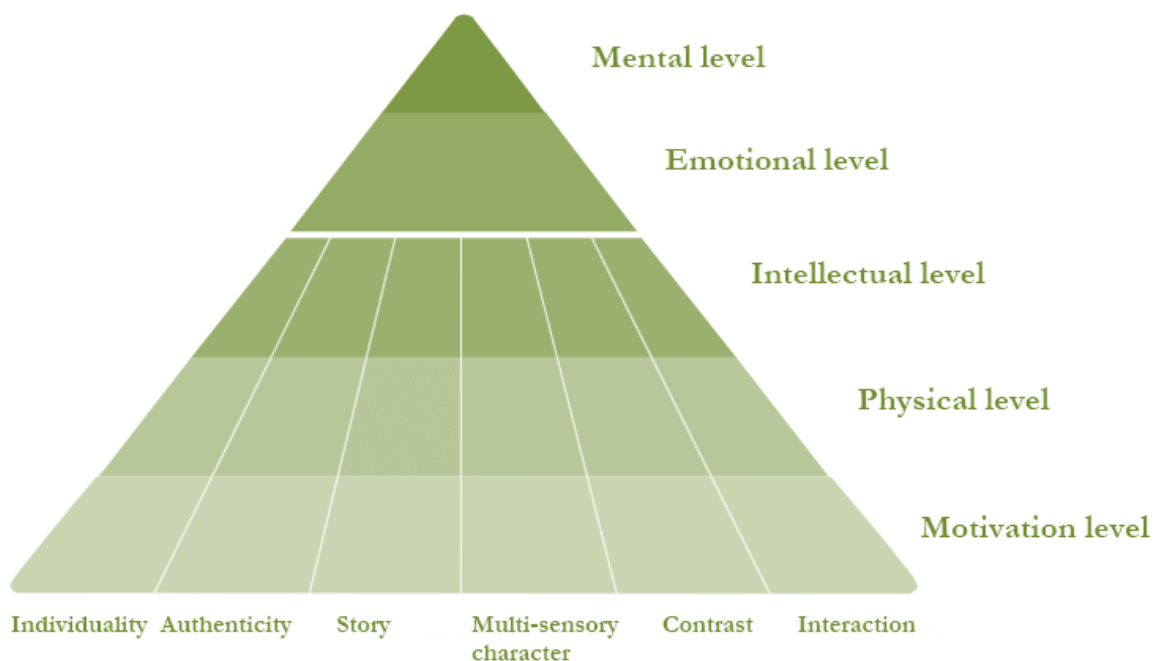 Mental level
Emotional level
Intellectual level
Physical level
Motivation level
Individuality Authenticity Story Multi-sensory Contrast Interaction
character